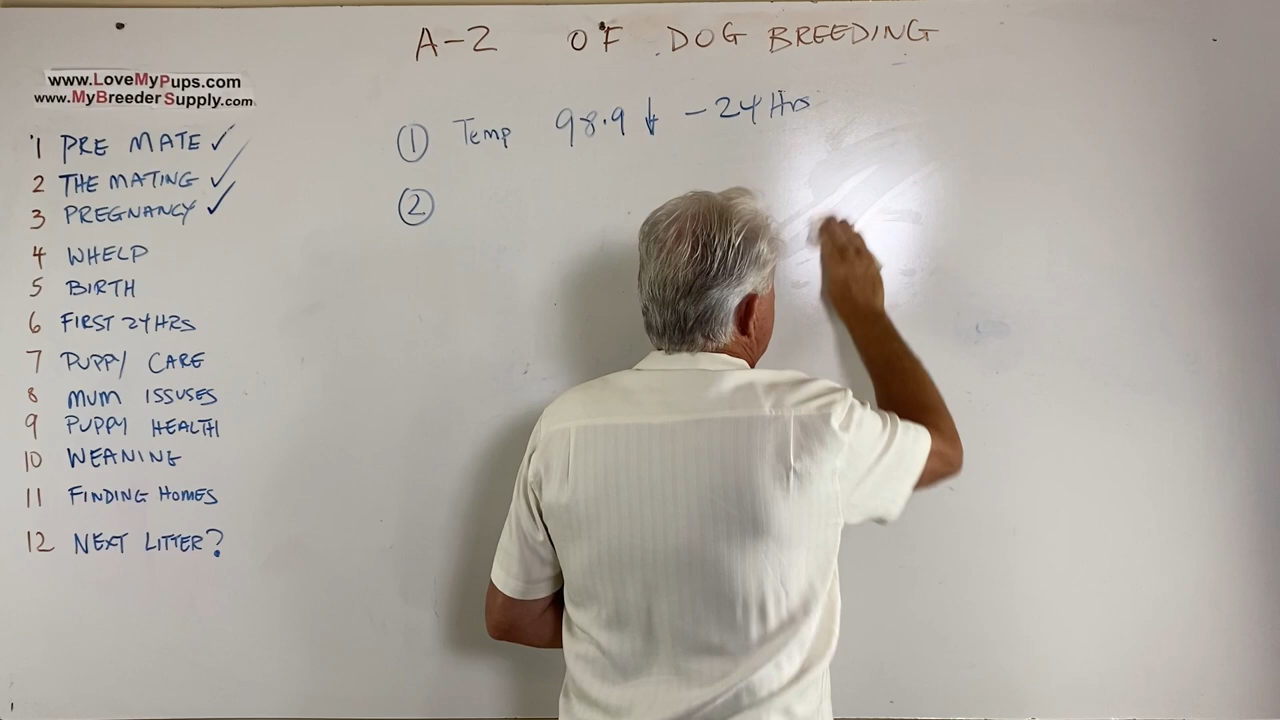 A-Z OF DOG BREEDING
www.LoveMyPups.com
www.MyBreederSupply.com
1 PRE MATE ✓
2 THE MATING ✓
3 PREGNANCY ✓
4 WHELP
5 BIRTH
6 FIRST 24HRS
7 PUPPY CARE
8 MUM ISSUSES
9 PUPPY HEALTH
10 WEANING
11 FINDING HOMES
12 NEXT LITTER?
① Temp 98.9 ↓ - 24 Hrs
②